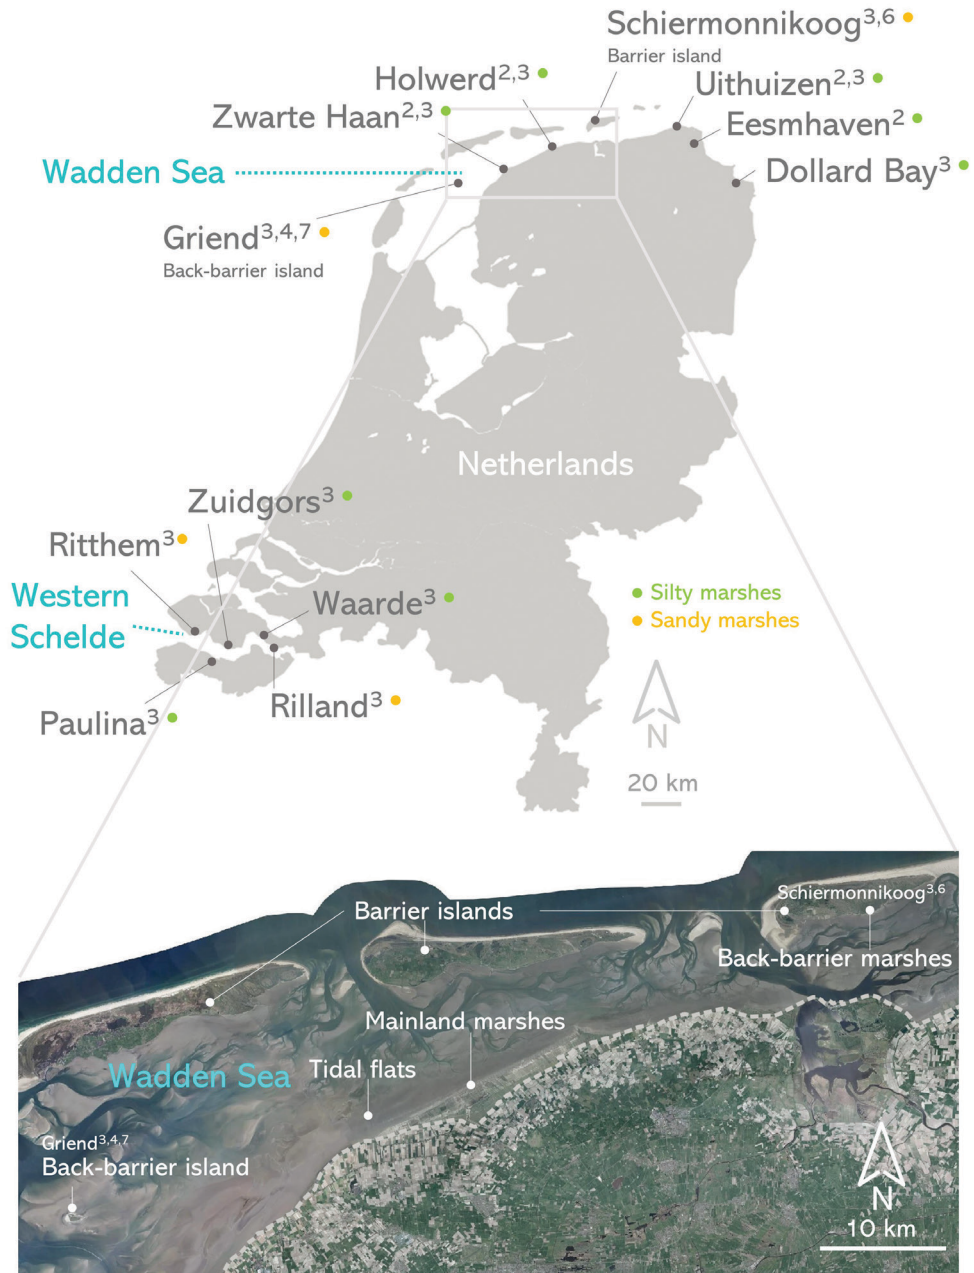 Schiermonnikoog3,6
Barrier island
Holwerd2,3
Uithuizen2,3
Zwarte Haan2,3
Eesmhaven2
Wadden Sea
Dollard Bay3
Griend3,4,7
Back-barrier island
Netherlands
Zuidgors3
Ritthem3
Western
Schelde
Waarde3
Silty marshes
Sandy marshes
Rilland3
Paulina3
N
20 km
Schiermonnikoog3,6
Barrier islands
Back-barrier marshes
Mainland marshes
Tidal flats
Wadden Sea
Griend3,4,7
Back-barrier island
N
10 km